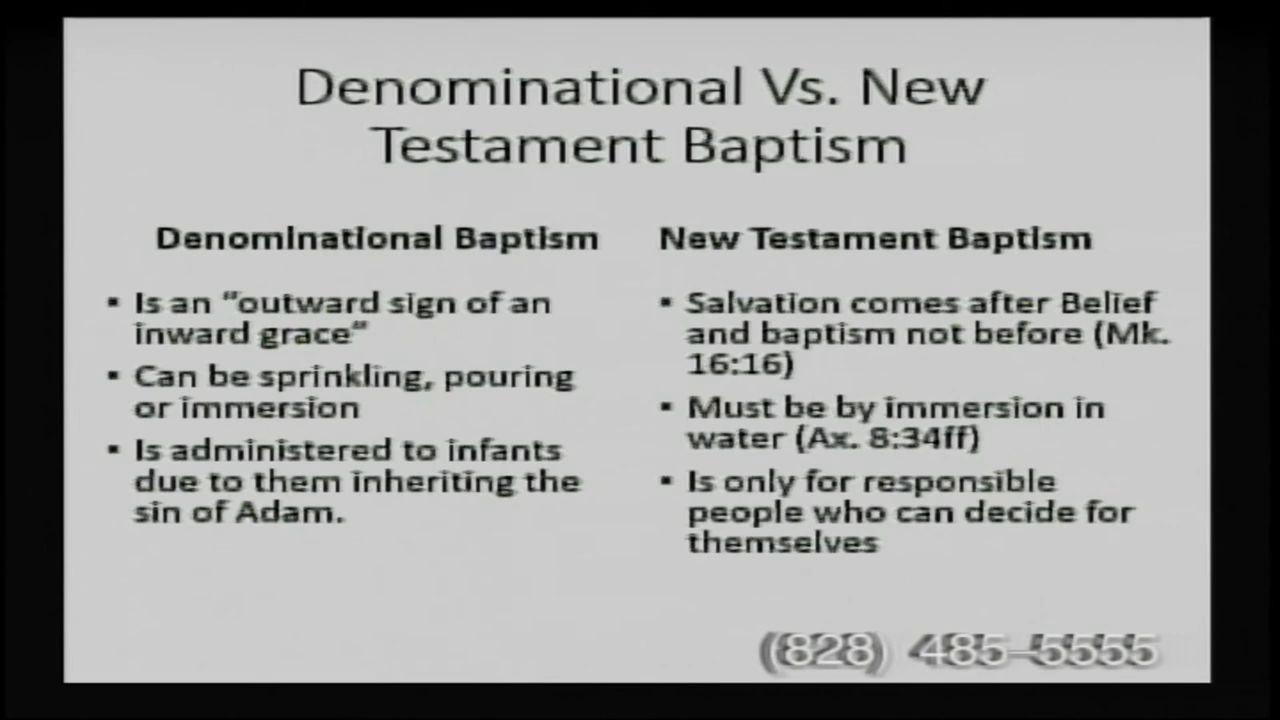 Denominational Vs. New
Testament Baptism
Denominational Baptism
Is an "outward sign of an
inward grace"
Can be sprinkling, pouring
or immersion
Is administered to infants
due to them inheriting the
sin of Adam.
New Testament Baptism
Salvation comes after Belief
and baptism not before (Mk.
16:16)
Must be by immersion in
water (Ax. 8:34ff)
Is only for responsible
people who can decide for
themselves
(828) 485-5555